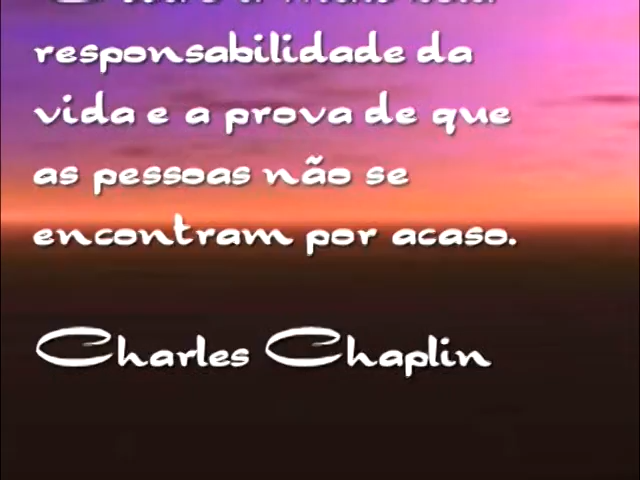 responsabilidade da
vida e a prova de que
as pessoas não se
encontram por acaso.
Charles Chaplin